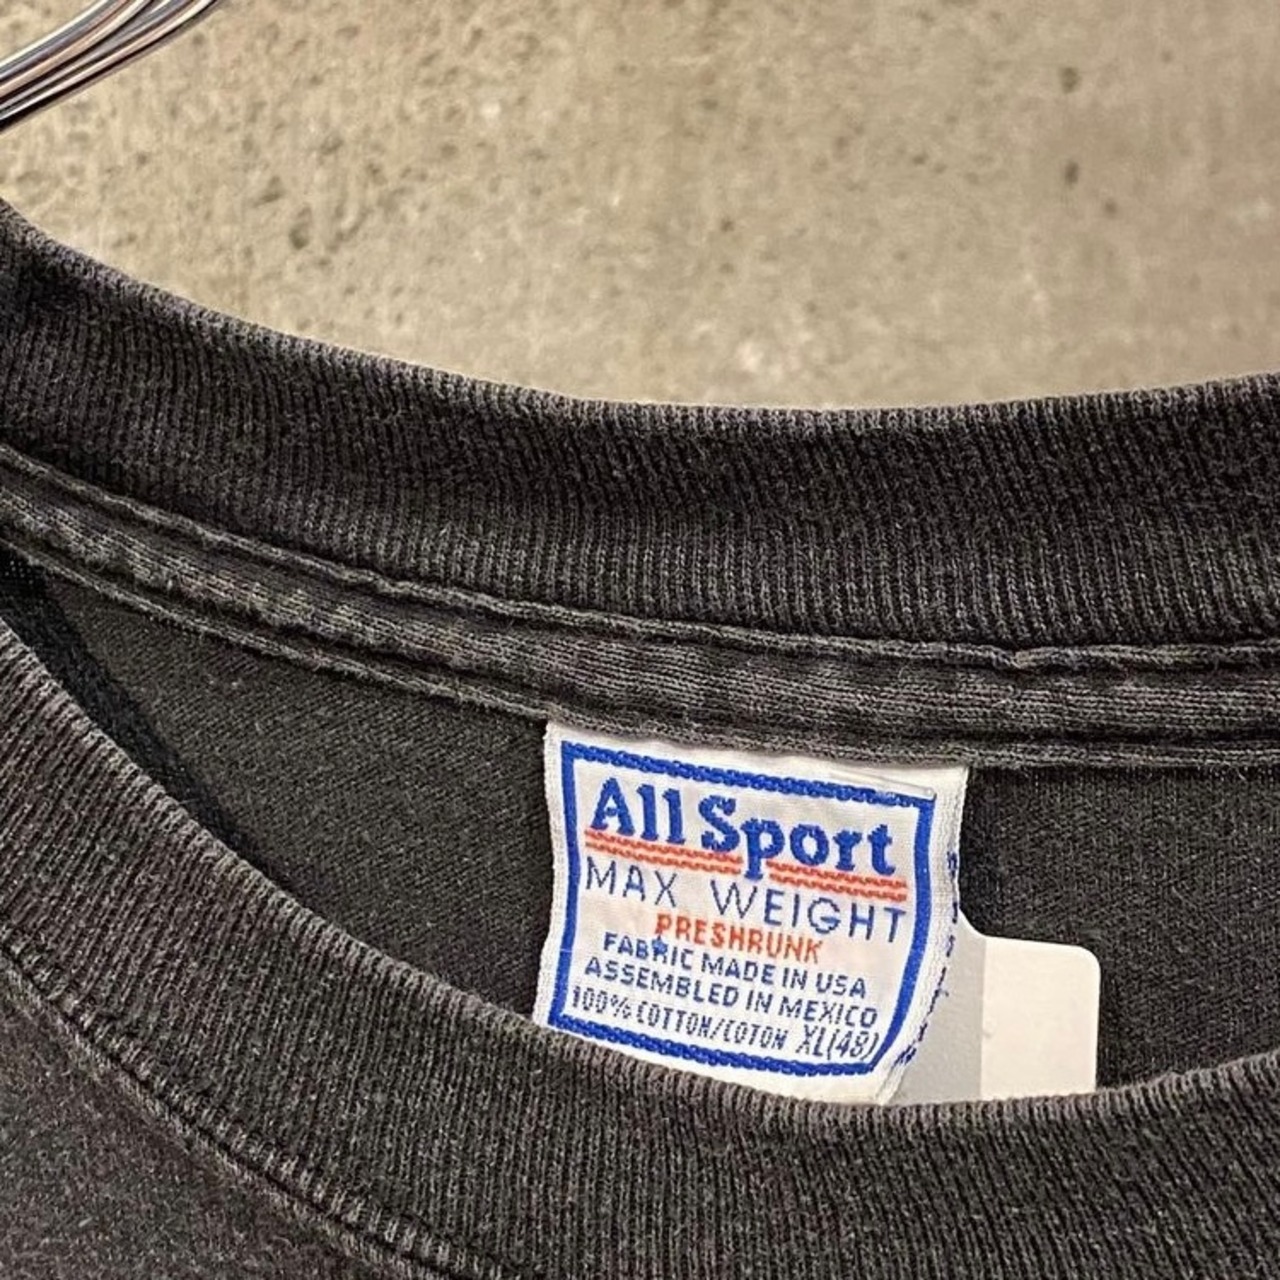 All Sport
MAX WEIGHT
PRESHRUNK
FABRIC MADE IN USA
ASSEMBLED IN MEXICO
100% COTTON/COTON XL(48)